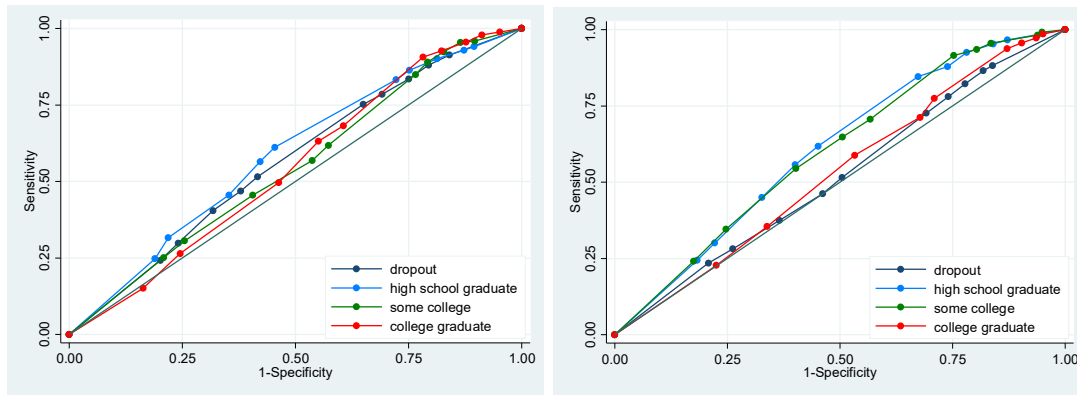 Sensitivity
1.00
0.75
0.50
0.25
0.00
dropout
high school graduate
some college
college graduate
0.00 0.25 0.50 0.75 1.00
1-Specificity
Sensitivity
1.00
0.75
0.50
0.25
0.00
dropout
high school graduate
some college
college graduate
0.00 0.25 0.50 0.75 1.00
1-Specificity